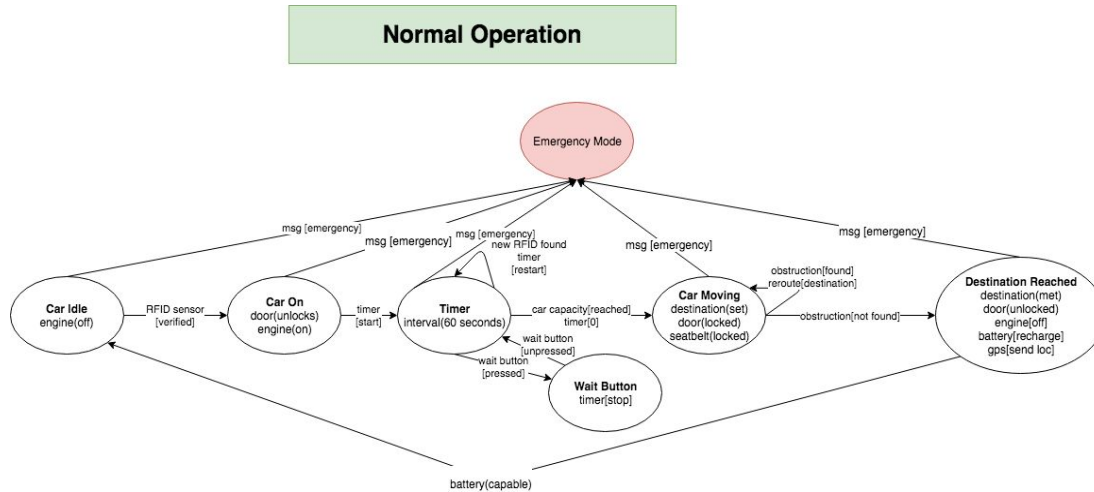 Normal Operation
Emergency Mode
msg [emergency]
msg [emergency]
msg [emergency]
msg [emergency]
msg [emergency]
new RFID found
timer
[restart]
obstruction[found]
reroute[destination]
Car Idle
engine(off)
RFID sensor
[verified]
Car On
door(unlocks)
engine(on)
timer
[start]
Timer
interval(60 seconds)
car capacity[reached]
timer[0]
Car Moving
destination(set)
door(locked)
seatbelt(locked)
obstruction[not found]
Destination Reached
destination(met)
door(unlocked)
engine[off]
battery[recharge]
gps[send loc]
wait button
[unpressed]
wait button
[pressed]
Wait Button
timer[stop]
battery(capable)